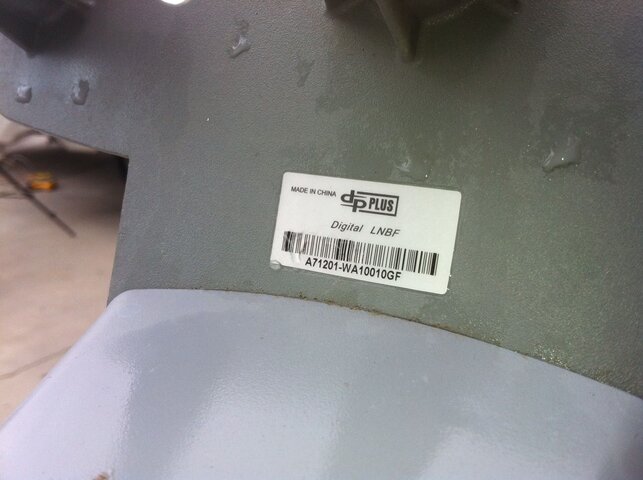 MADE IN CHINA dp PLUS
Digital LNBF
A71201-WA10010GF